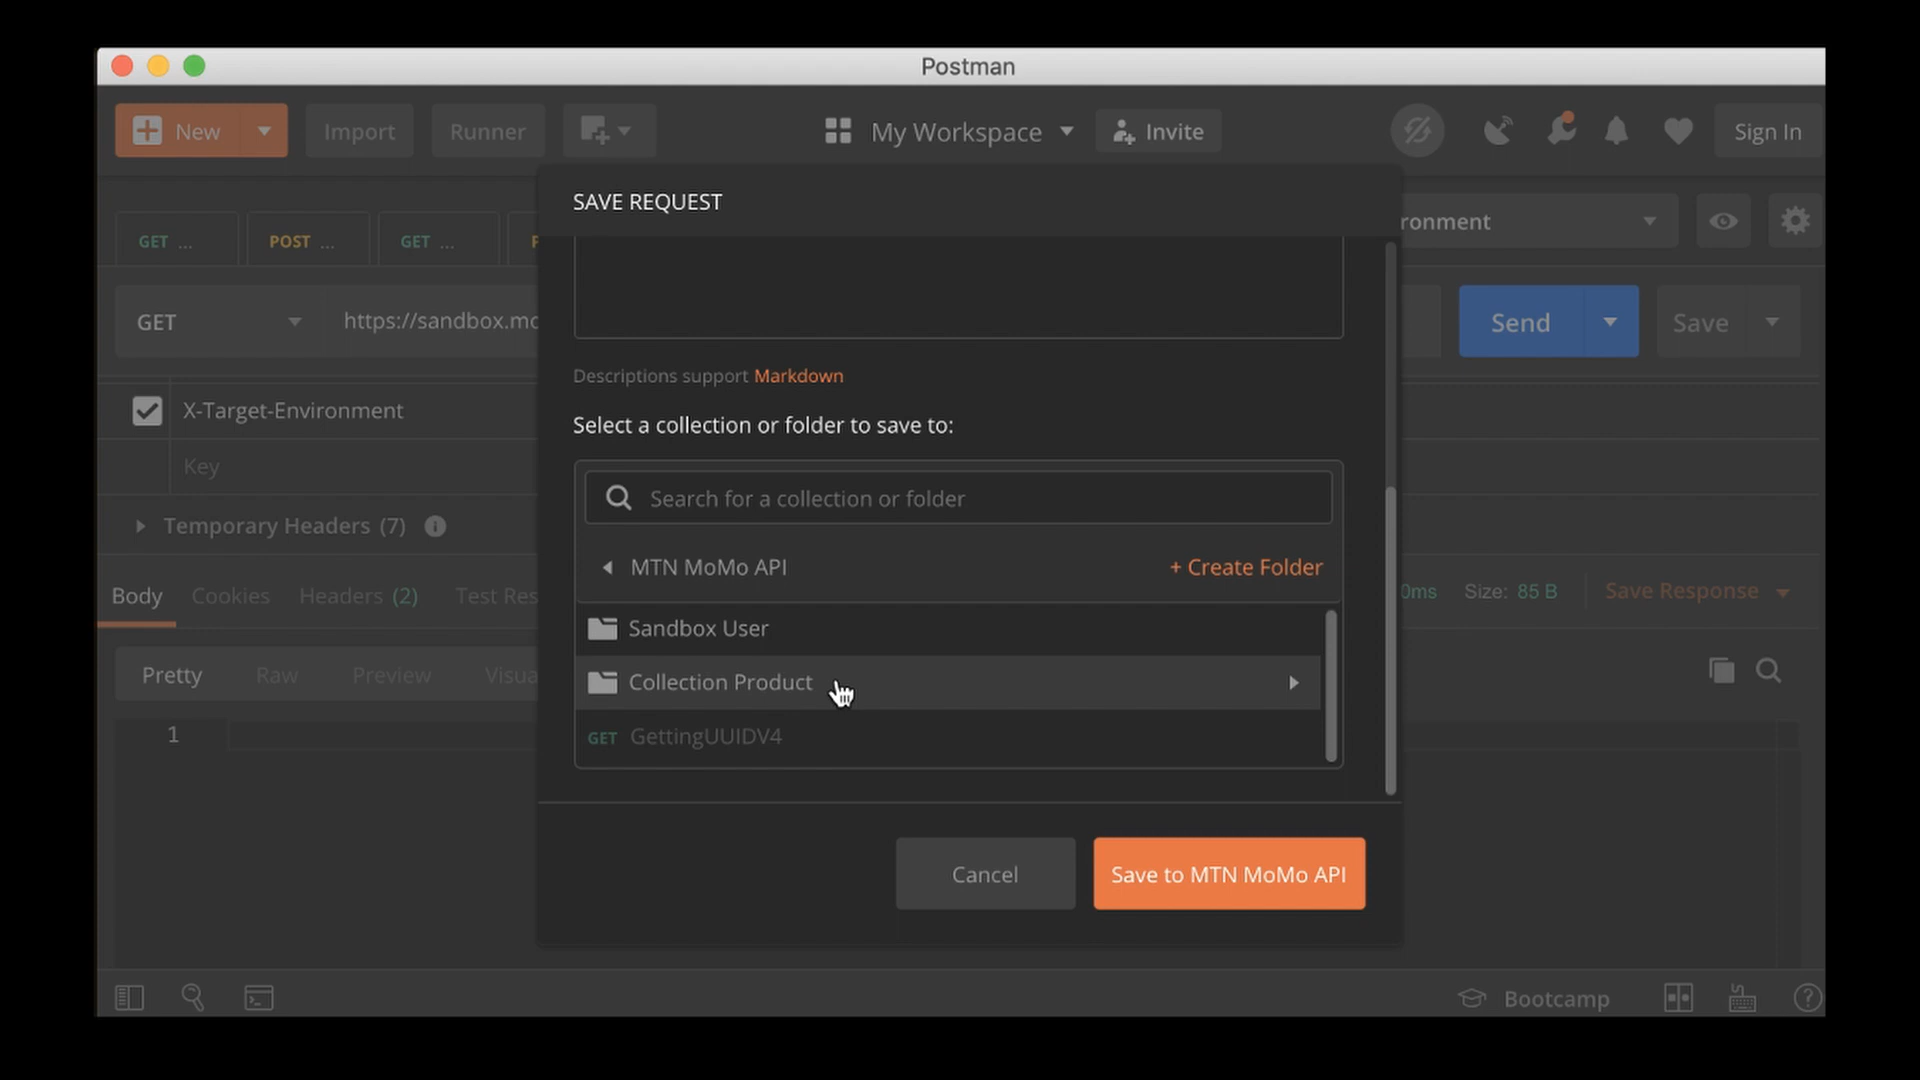 Postman
New
Import
Runner
My Workspace
Invite
Sign In
SAVE REQUEST
GET ...
POST ...
GET ...
ronment
GET
https://sandbox.mo
Send
Save
Descriptions support Markdown
X-Target-Environment
Select a collection or folder to save to:
Key
Search for a collection or folder
Temporary Headers (7)
MTN MoMo API
+ Create Folder
Body
Cookies
Headers (2)
Test Res
0ms
Size: 85 B
Save Response
Sandbox User
Pretty
Raw
Preview
Visua
Collection Product
1
GET GettingUUIDV4
Cancel
Save to MTN MoMo API
Bootcamp